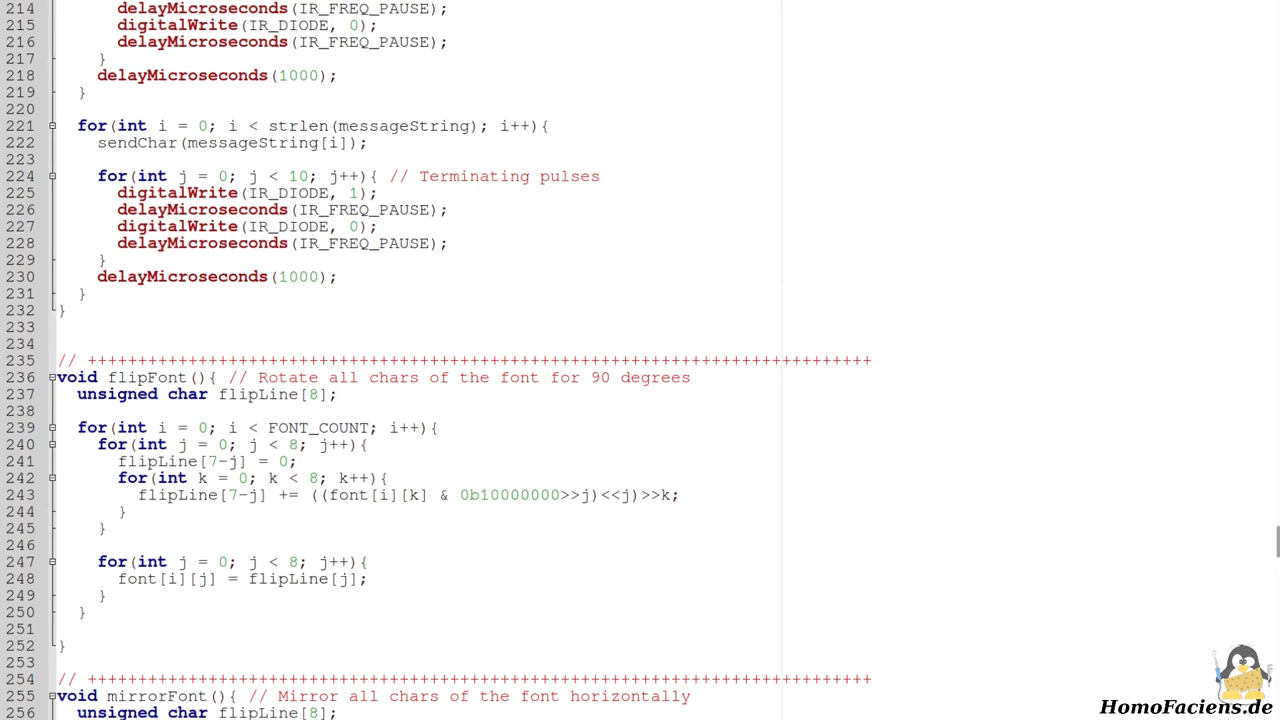 214 delayMicroseconds(IR_FREQ_PAUSE);
215 digitalWrite(IR_DIODE, 0);
216 delayMicroseconds(IR_FREQ_PAUSE);
217 }
218 delayMicroseconds(1000);
219 }
220
221 for(int i = 0; i < strlen(messageString); i++){
222 sendChar(messageString[i]);
223
224 for(int j = 0; j < 10; j++){ // Terminating pulses
225 digitalWrite(IR_DIODE, 1);
226 delayMicroseconds(IR_FREQ_PAUSE);
227 digitalWrite(IR_DIODE, 0);
228 delayMicroseconds(IR_FREQ_PAUSE);
229 }
230 delayMicroseconds(1000);
231 }
232 }
233
234
235 // ++++++++++++++++++++++++++++++++++++++++++++++++++++++++++++++++++++++++++++++
236 void flipFont(){ // Rotate all chars of the font for 90 degrees
237 unsigned char flipLine[8];
238
239 for(int i = 0; i < FONT_COUNT; i++){
240 for(int j = 0; j < 8; j++){
241 flipLine[7-j] = 0;
242 for(int k = 0; k < 8; k++){
243 flipLine[7-j] += ((font[i][k] & 0b10000000>>j)<<j)>>k;
244 }
245 }
246
247 for(int j = 0; j < 8; j++){
248 font[i][j] = flipLine[j];
249 }
250 }
251
252 }
253
254 // ++++++++++++++++++++++++++++++++++++++++++++++++++++++++++++++++++++++++++++++
255 void mirrorFont(){ // Mirror all chars of the font horizontally
256 unsigned char flipLine[8];
HomoFaciens.de